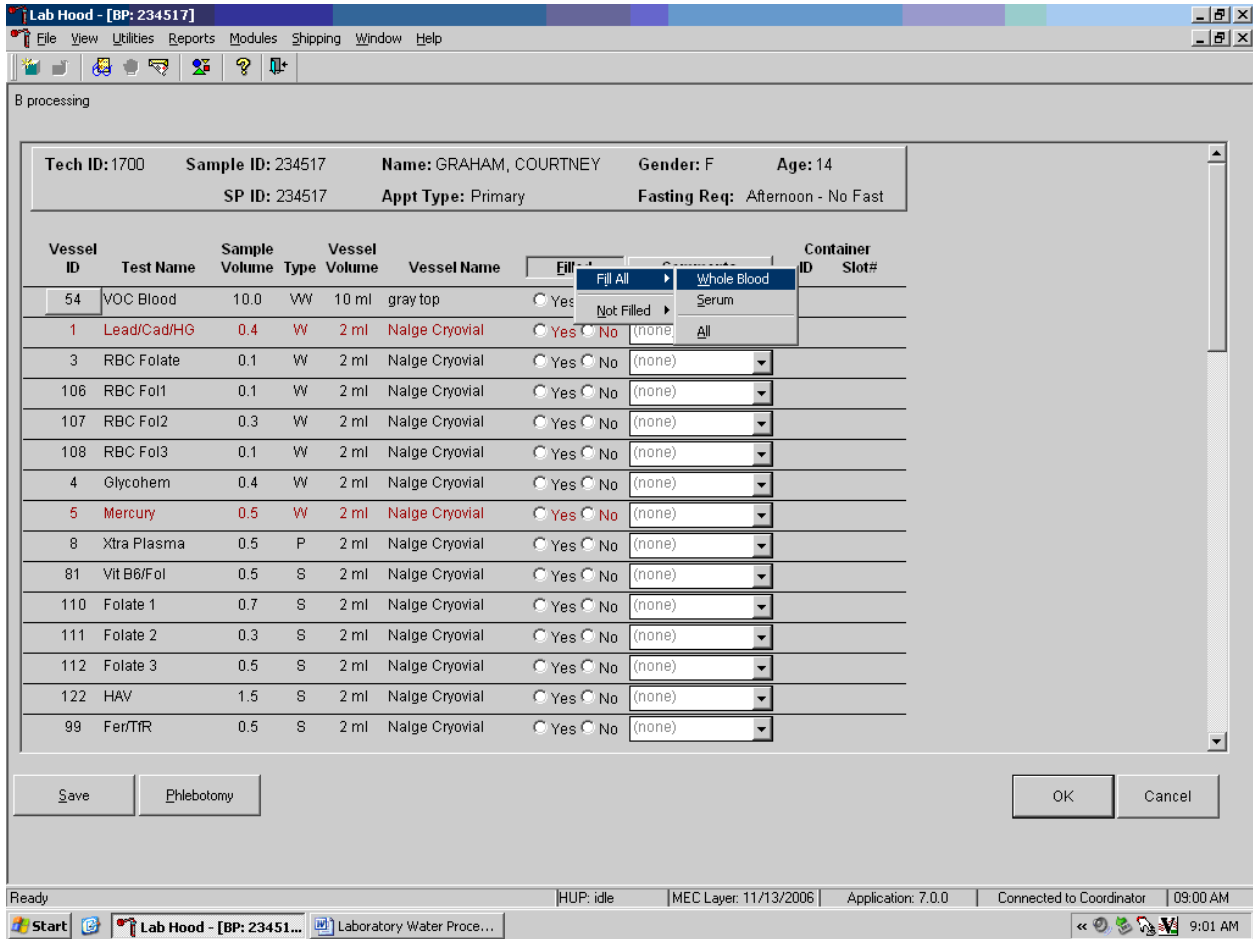 Lab Hood - [BP: 234517]
File View Utilities Reports Modules Shipping Window Help
B processing
Tech ID: 1700 Sample ID: 234517 Name: GRAHAM, COURTNEY Gender: F Age: 14
SP ID: 234517 Appt Type: Primary Fasting Req: Afternoon - No Fast
Vessel Sample Vessel Container
ID Test Name Volume Type Volume Vessel Name Filled Comments ID Slot#
Fill All Whole Blood
Serum
Not Filled
All
54 VOC Blood 10.0 VW 10 ml gray top Yes
1 Lead/Cad/HG 0.4 W 2 ml Nalge Cryovial Yes No (none)
3 RBC Folate 0.1 W 2 ml Nalge Cryovial Yes No (none)
106 RBC Fol1 0.1 W 2 ml Nalge Cryovial Yes No (none)
107 RBC Fol2 0.3 W 2 ml Nalge Cryovial Yes No (none)
108 RBC Fol3 0.1 W 2 ml Nalge Cryovial Yes No (none)
4 Glycohem 0.4 W 2 ml Nalge Cryovial Yes No (none)
5 Mercury 0.5 W 2 ml Nalge Cryovial Yes No (none)
8 Xtra Plasma 0.5 P 2 ml Nalge Cryovial Yes No (none)
81 Vit B6/Fol 0.5 S 2 ml Nalge Cryovial Yes No (none)
110 Folate 1 0.7 S 2 ml Nalge Cryovial Yes No (none)
111 Folate 2 0.3 S 2 ml Nalge Cryovial Yes No (none)
112 Folate 3 0.5 S 2 ml Nalge Cryovial Yes No (none)
122 HAV 1.5 S 2 ml Nalge Cryovial Yes No (none)
99 Fer/TfR 0.5 S 2 ml Nalge Cryovial Yes No (none)
Save Phlebotomy OK Cancel
Ready HUP: idle MEC Layer: 11/13/2006 Application: 7.0.0 Connected to Coordinator 09:00 AM
Start Lab Hood - [BP: 23451... Laboratory Water Proce... « 9:01 AM